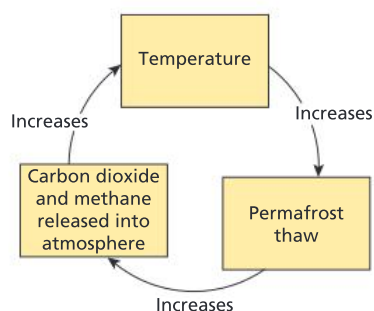 Temperature
Increases
Increases
Carbon dioxide
and methane
released into
atmosphere
Permafrost
thaw
Increases